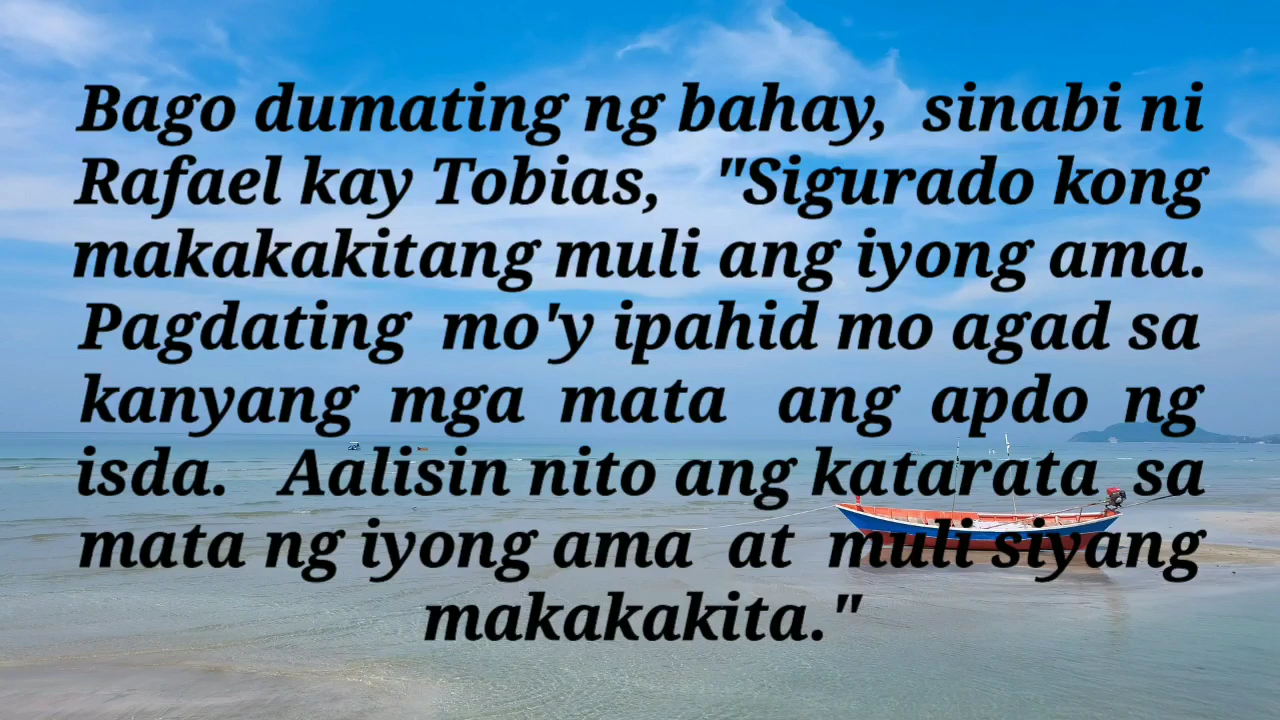 Bago dumating ng bahay, sinabi ni
Rafael kay Tobias, "Sigurado kong
makakakitang muli ang iyong ama.
Pagdating mo'y ipahid mo agad sa
kanyang mga mata ang apdo ng
isda. Aalisin nito ang katarata sa
mata ng iyong ama at muli siyang
makakakita."